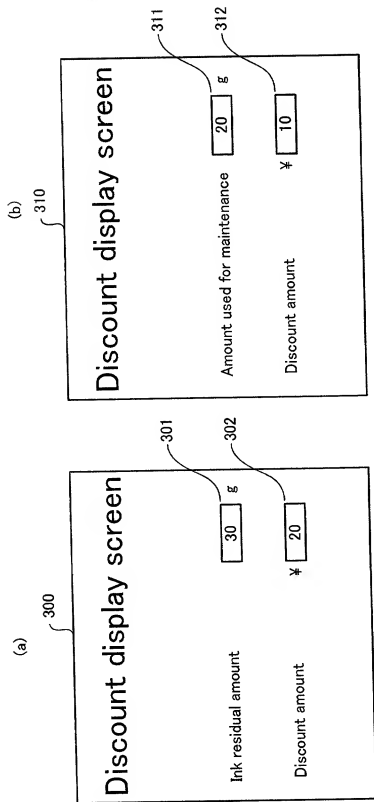 (a)
300
Discount display screen
Ink residual amount 30 g
301
Discount amount ¥ 20
302
(b)
310
Discount display screen
Amount used for maintenance 20 g
311
Discount amount ¥ 10
312